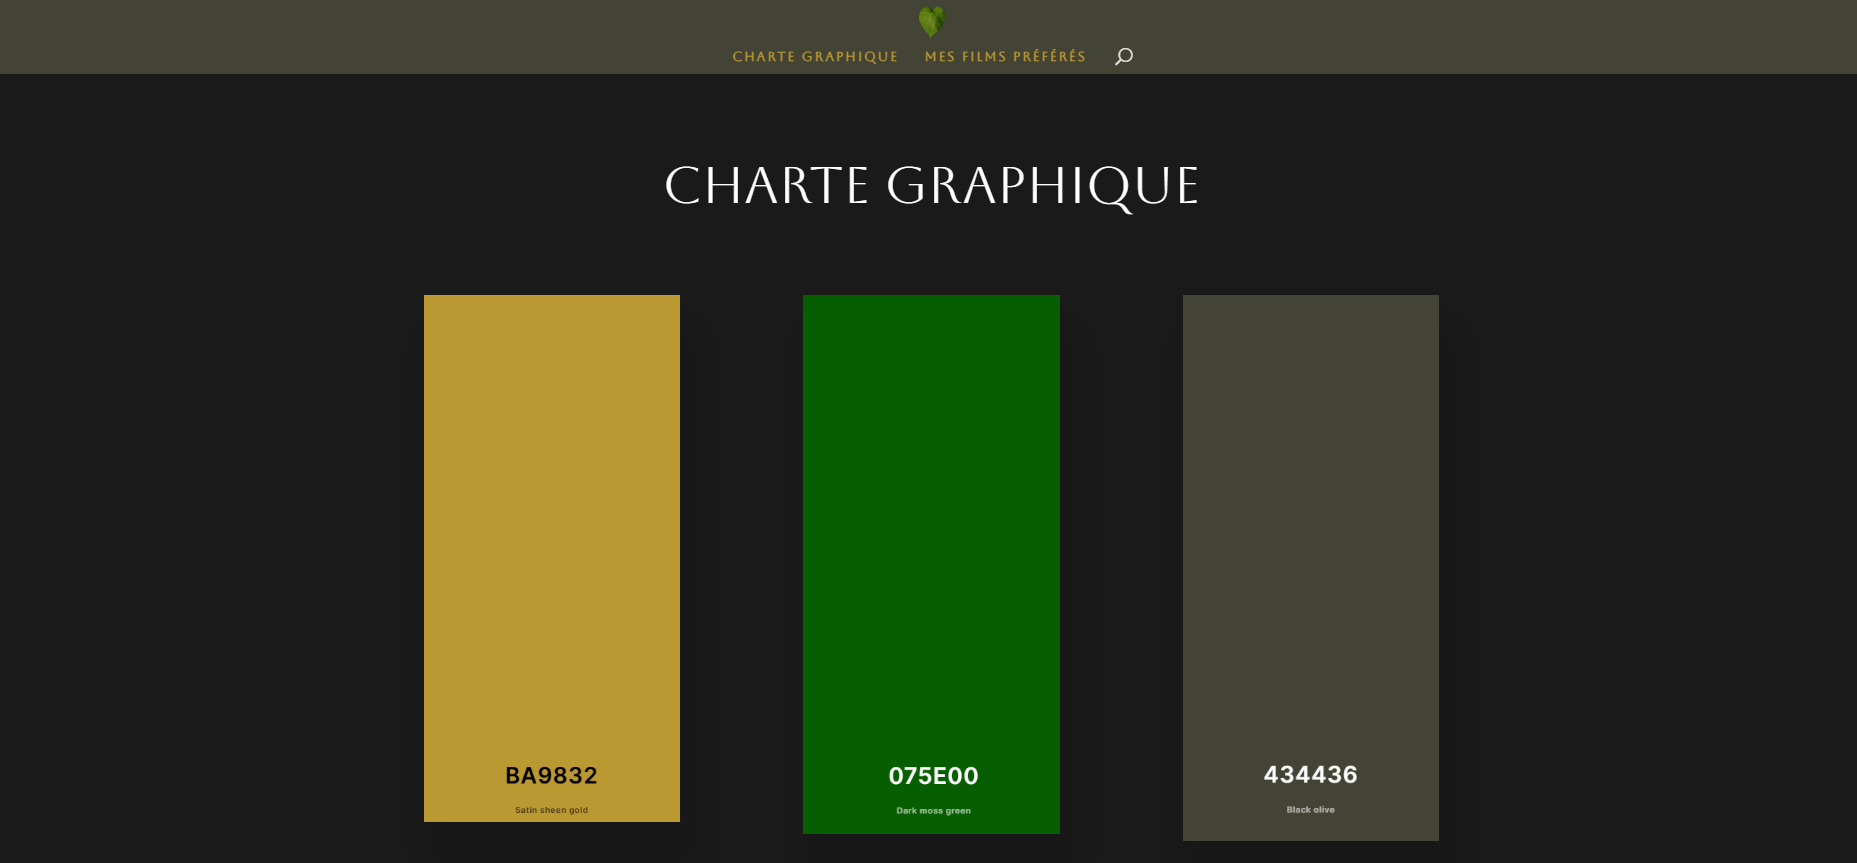 CHARTE GRAPHIQUE MES FILMS PRÉFÉRÉS
CHARTE GRAPHIQUE
BA9832
Satin sheen gold
075E00
Dark moss green
434436
Black olive